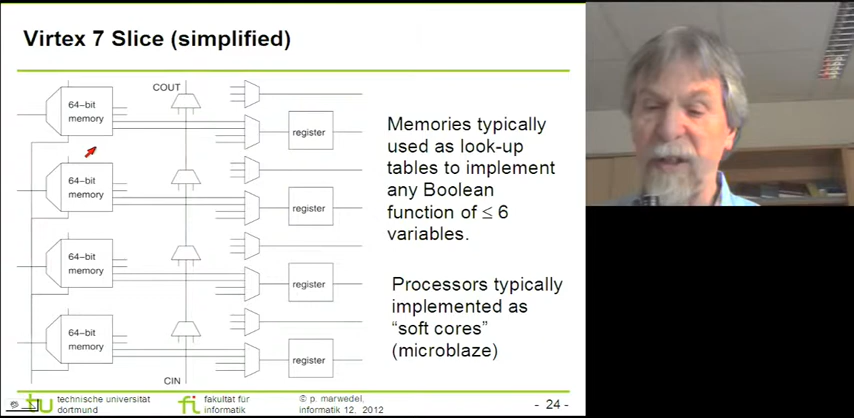 Virtex 7 Slice (simplified)
COUT
64-bit
memory
register
64-bit
memory
register
64-bit
memory
register
64-bit
memory
register
CIN
Memories typically
used as look-up
tables to implement
any Boolean
function of ≤ 6
variables.
Processors typically
implemented as
“soft cores”
(microblaze)
technische universität
dortmund
fakultät für
informatik
© p. marwedel,
informatik 12, 2012
- 24 -